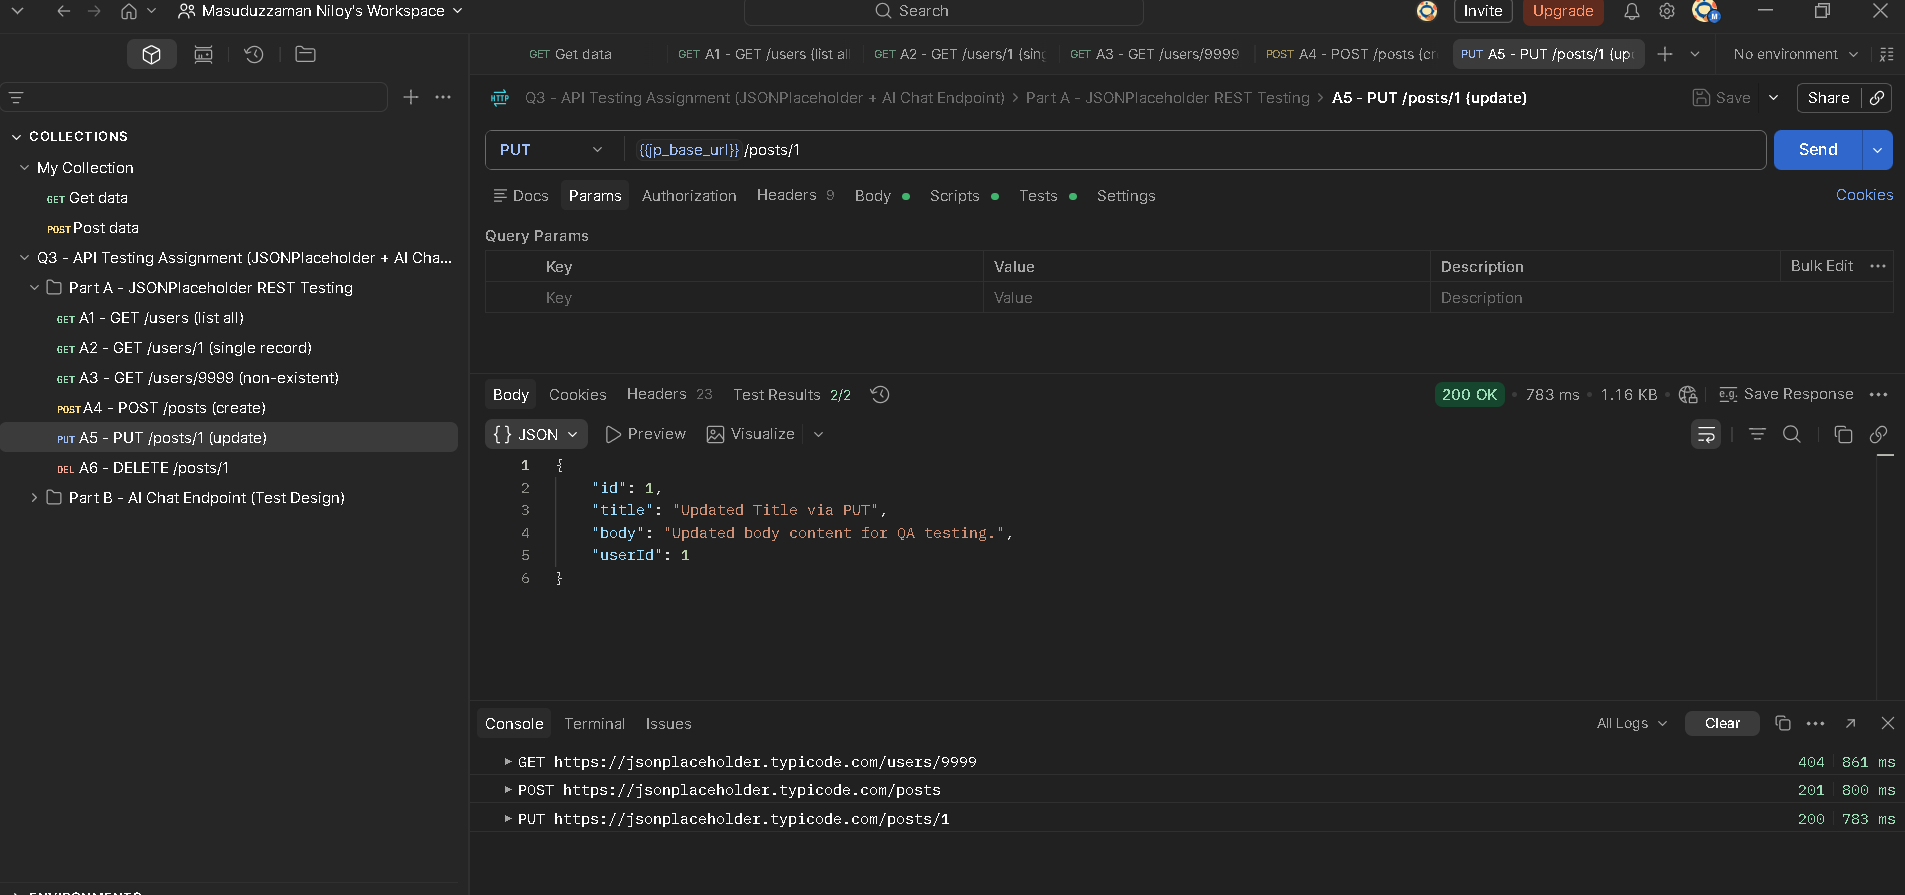 Masuduzzaman Niloy's Workspace
Search
Invite
Upgrade
M
GET Get data
GET A1 - GET /users (list all
GET A2 - GET /users/1 (sing
GET A3 - GET /users/9999
POST A4 - POST /posts (cr
PUT A5 - PUT /posts/1 (up
No environment
HTTP Q3 - API Testing Assignment (JSONPlaceholder + AI Chat Endpoint) > Part A - JSONPlaceholder REST Testing > A5 - PUT /posts/1 (update)
Save
Share
COLLECTIONS
My Collection
GET Get data
POST Post data
Q3 - API Testing Assignment (JSONPlaceholder + AI Cha...
Part A - JSONPlaceholder REST Testing
GET A1 - GET /users (list all)
GET A2 - GET /users/1 (single record)
GET A3 - GET /users/9999 (non-existent)
POST A4 - POST /posts (create)
PUT A5 - PUT /posts/1 (update)
DEL A6 - DELETE /posts/1
Part B - AI Chat Endpoint (Test Design)
PUT
{{jp_base_url}} /posts/1
Send
Docs
Params
Authorization
Headers 9
Body
Scripts
Tests
Settings
Cookies
Query Params
Key Value Description Bulk Edit
Key Value Description
Body
Cookies
Headers 23
Test Results 2/2
200 OK
783 ms
1.16 KB
e.g. Save Response
{} JSON
Preview
Visualize
1 {
2 "id": 1,
3 "title": "Updated Title via PUT",
4 "body": "Updated body content for QA testing.",
5 "userId": 1
6 }
Console
Terminal
Issues
All Logs
Clear
GET https://jsonplaceholder.typicode.com/users/9999 404 861 ms
POST https://jsonplaceholder.typicode.com/posts 201 800 ms
PUT https://jsonplaceholder.typicode.com/posts/1 200 783 ms
ENVIRONMENTS